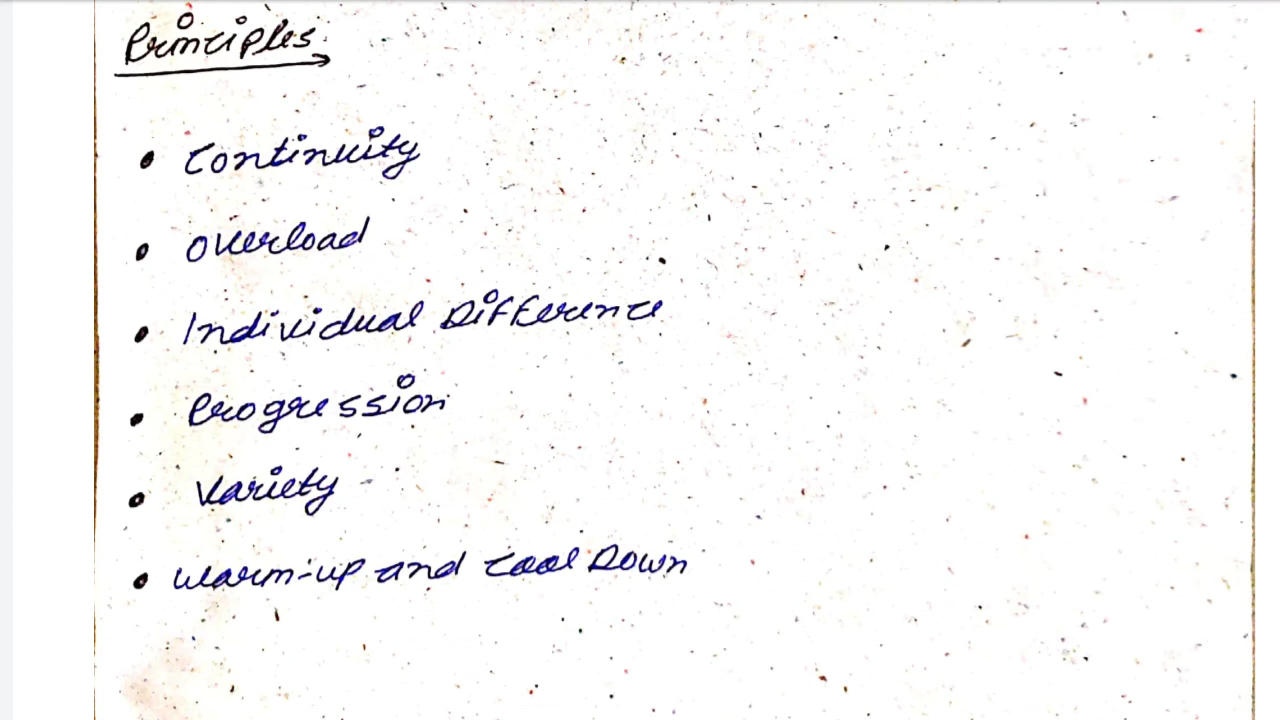 Principles
• Continuity
• Overload
• Individual Difference
• Progression
• Variety
• Warm-up and Cool Down